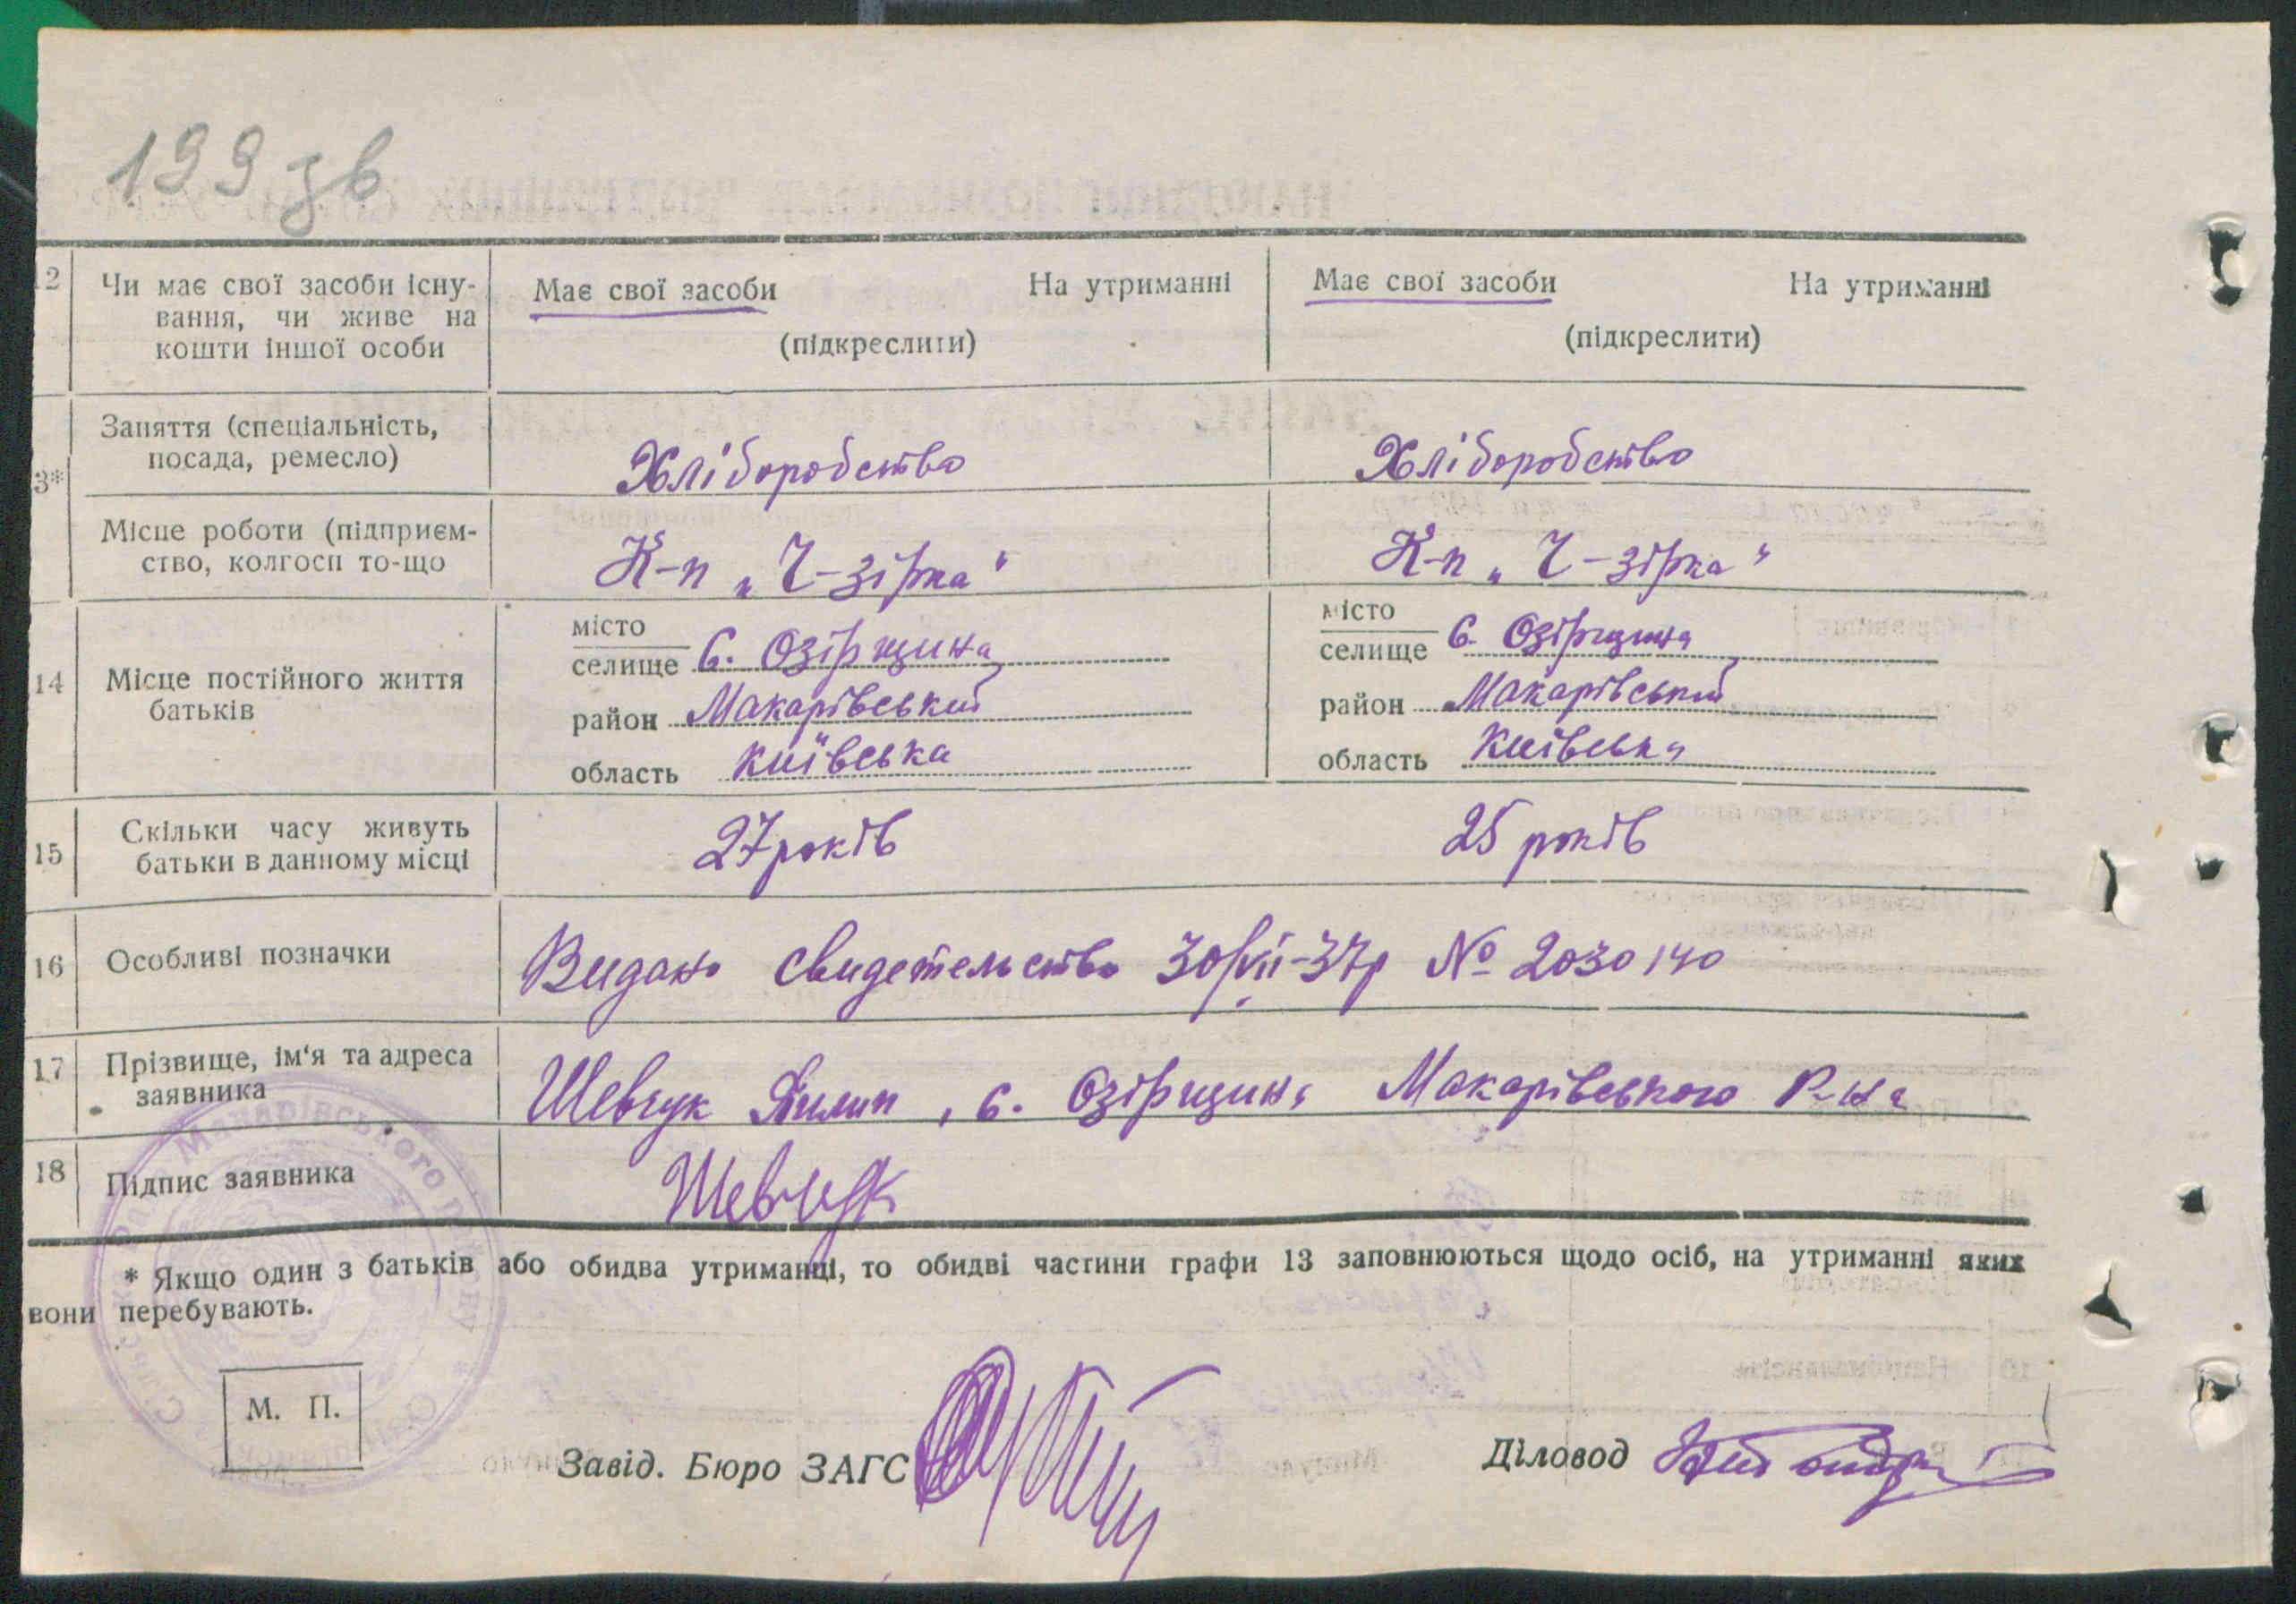 199 зв
12 Чи має свої засоби існу-
вання, чи живе на
кошти іншої особи
Має свої засоби На утриманні
(підкреслити)
Має свої засоби На утриманні
(підкреслити)
13* Заняття (спеціальність,
посада, ремесло)
Хліборобство
Хліборобство
Місце роботи (підприєм-
ство, колгосп то-що
К-п „Ч-зірка“
К-п „Ч-зірка“
14 Місце постійного життя
батьків
місто
селище с. Озірщина
район Макарівський
область Київська
місто
селище с. Озірщина
район Макарівський
область Київська
15 Скільки часу живуть
батьки в данному місці
27 років
25 років
16 Особливі позначки
Видано свидетельство 30/VII-37р № 2030140
17 Прізвище, ім‘я та адреса
заявника
Шевчук Пилип, с. Озірщина Макарівського р-на
18 Підпис заявника
Шевчук
* Якщо один з батьків або обидва утриманці, то обидві частини графи 13 заповнюються щодо осіб, на утриманні яких
вони перебувають.
М. П.
Завід. Бюро ЗАГС
Діловод